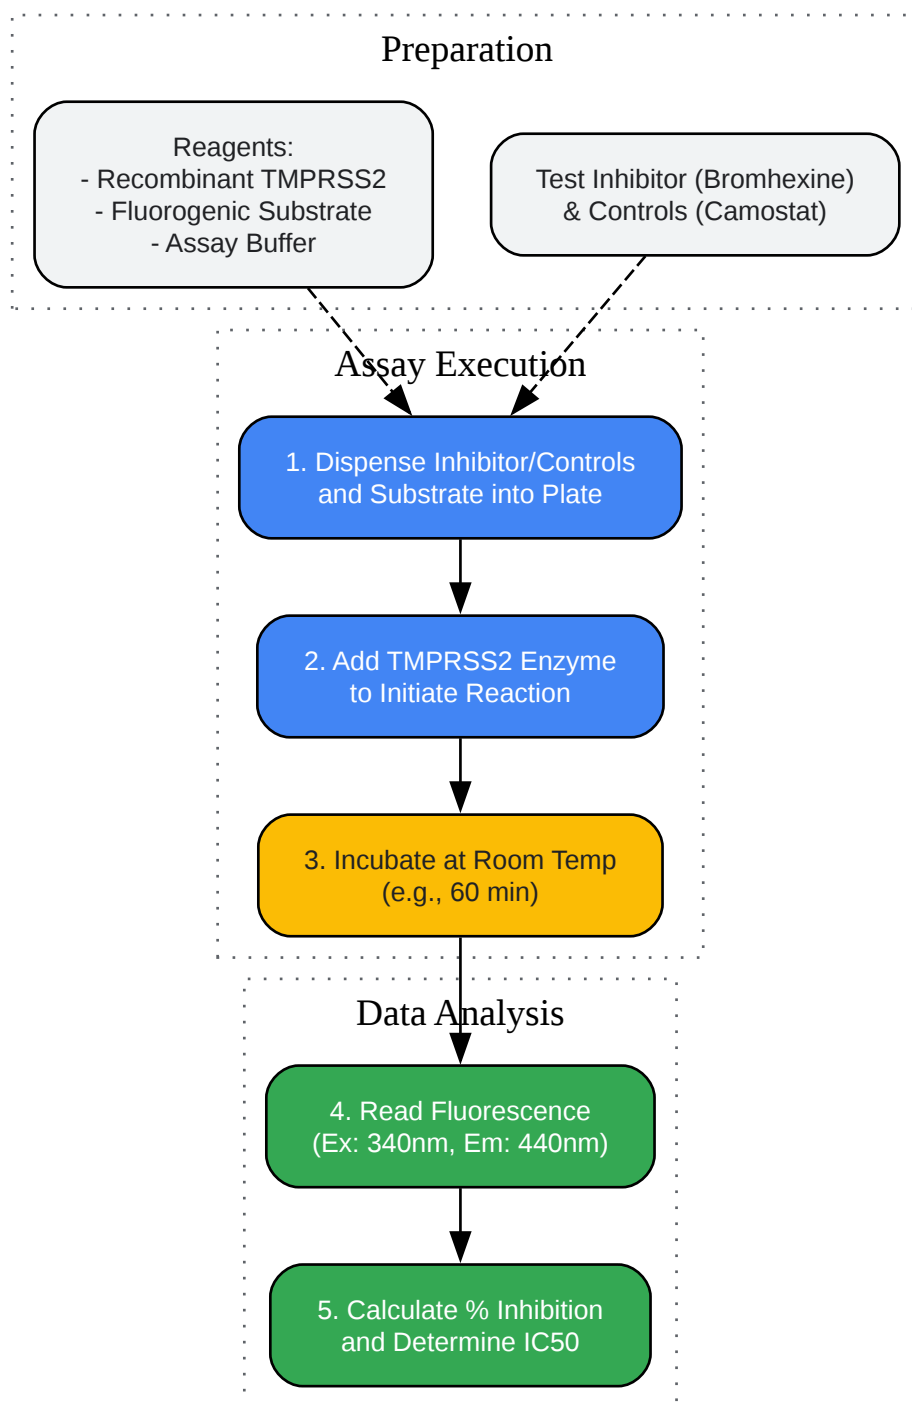 Preparation
Reagents:
- Recombinant TMPRSS2
- Fluorogenic Substrate
- Assay Buffer
Test Inhibitor (Bromhexine)
& Controls (Camostat)
Assay Execution
1. Dispense Inhibitor/Controls
and Substrate into Plate
2. Add TMPRSS2 Enzyme
to Initiate Reaction
3. Incubate at Room Temp
(e.g., 60 min)
Data Analysis
4. Read Fluorescence
(Ex: 340nm, Em: 440nm)
5. Calculate % Inhibition
and Determine IC50